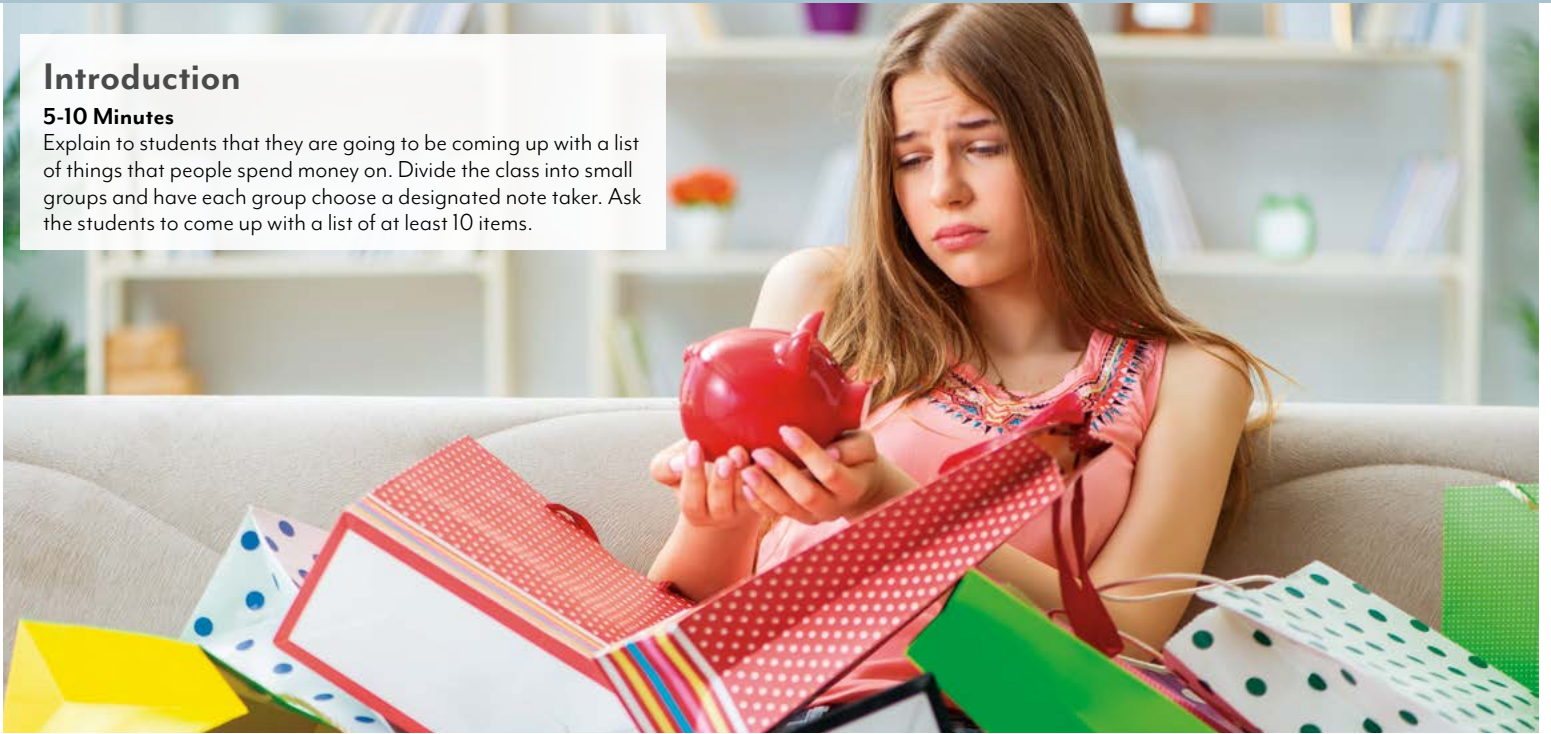 Introduction
5-10 Minutes
Explain to students that they are going to be coming up with a list
of things that people spend money on. Divide the class into small
groups and have each group choose a designated note taker. Ask
the students to come up with a list of at least 10 items.